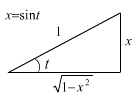 x=sint
1
x
t
√1-x²